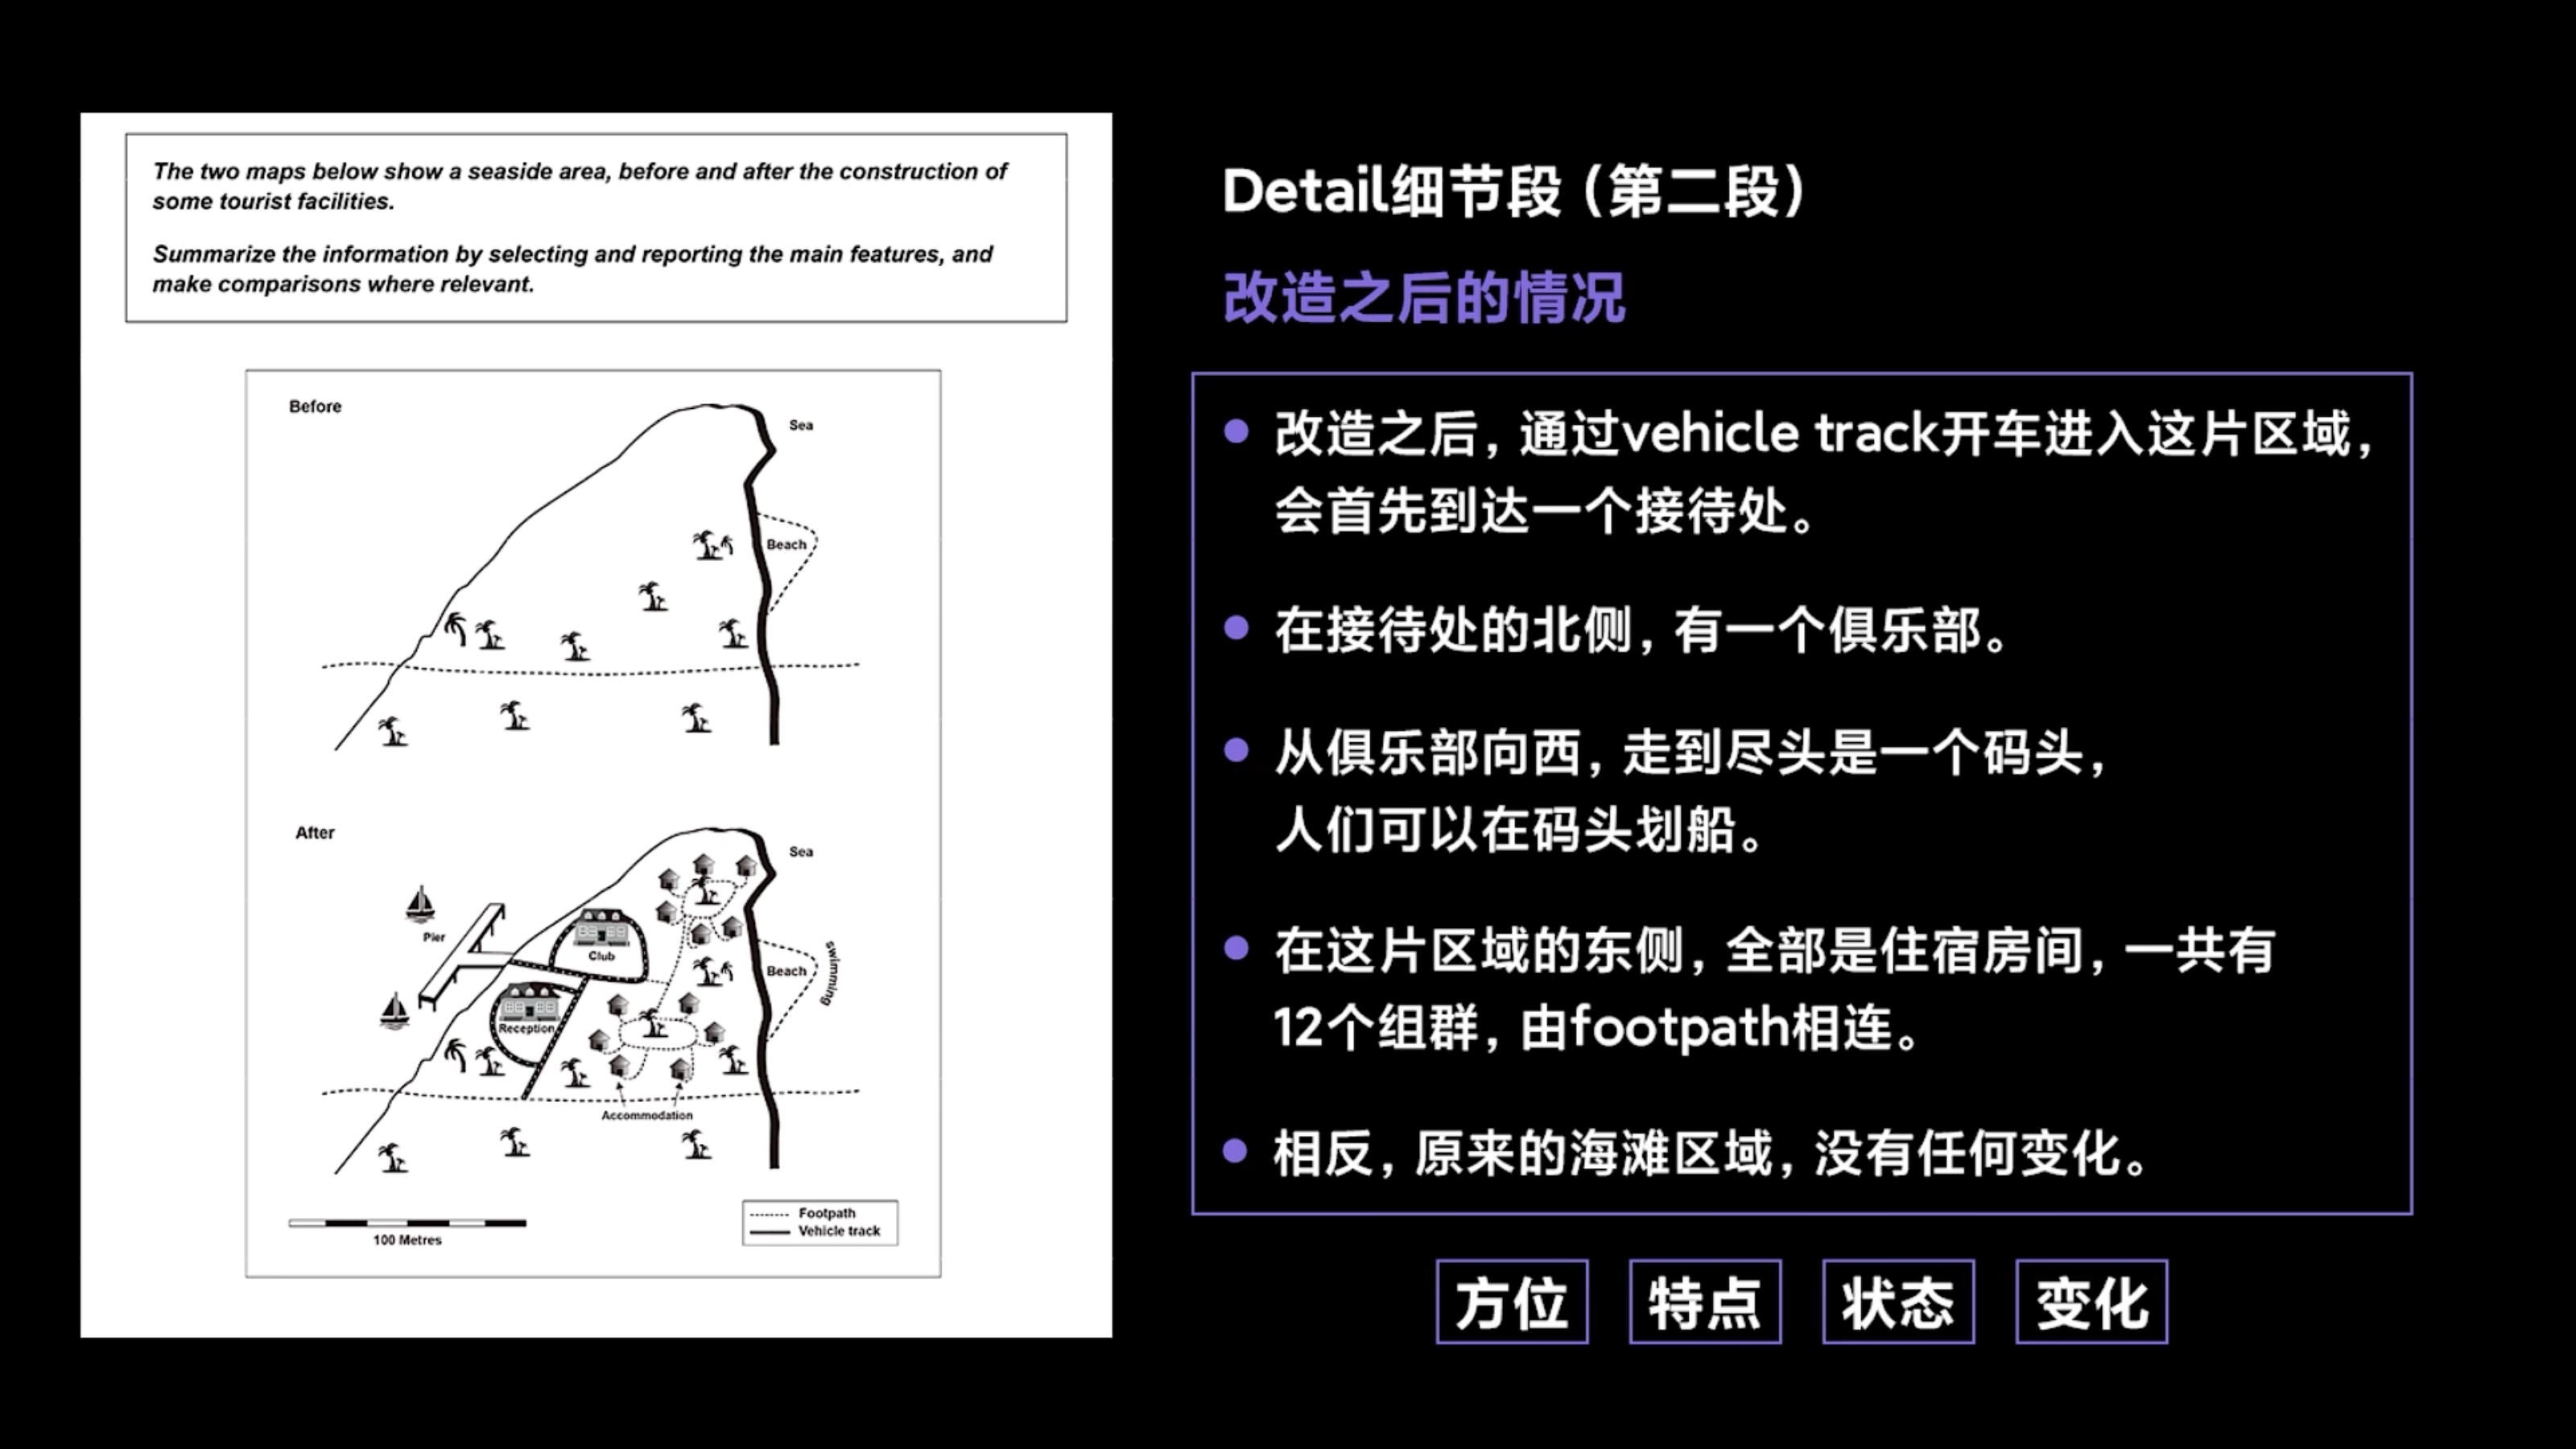 The two maps below show a seaside area, before and after the construction of
some tourist facilities.
Summarize the information by selecting and reporting the main features, and
make comparisons where relevant.
Before
Sea
Beach
After
Sea
Pier
Club
Beach
swimming
Reception
Accommodation
Footpath
Vehicle track
100 Metres
Detail细节段（第二段）
改造之后的情况
● 改造之后，通过vehicle track开车进入这片区域，
会首先到达一个接待处。
● 在接待处的北侧，有一个俱乐部。
● 从俱乐部向西，走到尽头是一个码头，
人们可以在码头划船。
● 在这片区域的东侧，全部是住宿房间，一共有
12个组群，由footpath相连。
● 相反，原来的海滩区域，没有任何变化。
方位
特点
状态
变化